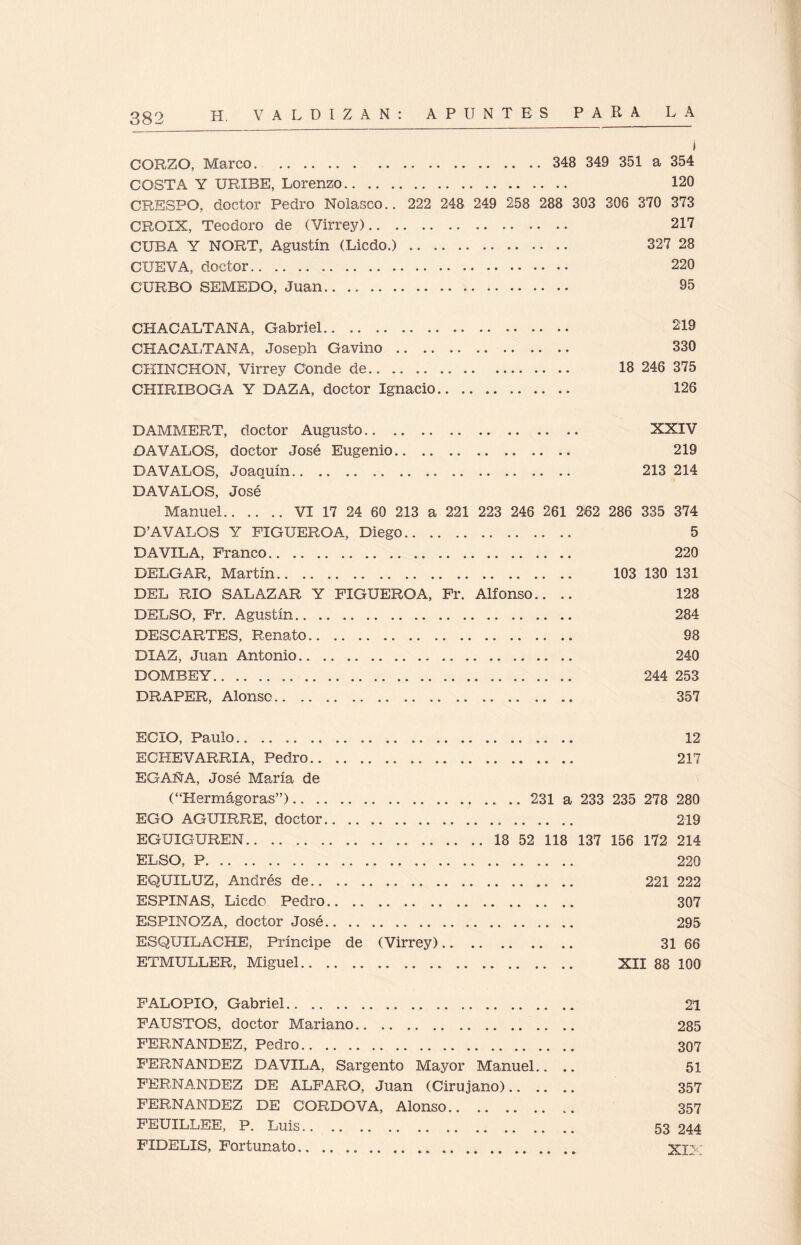 382 H. VALDIZAN: APUNTES PARA LA
CORZO, Marco. .. .. .. .. .. .. .. .. .. .. .. .. 348 349 351 a 354
COSTA Y URIBE, Lorenzo.. .. .. .. .. .. .. .. .. .. 120
CRESPO, doctor Pedro Nolasco.. 222 248 249 258 288 303 306 370 373
CROIX, Teodoro de (Virrey).. .. .. .. .. .. .. .. .. 217
CUBA Y NORT, Agustín (Licdo.) .. .. .. .. .. .. .. 327 28
CUEVA, doctor.. .. .. .. .. .. .. .. .. .. .. .. .. 220
CURBO SEMEDO, Juan.. .. .. .. .. .. .. .. .. .. .. 95
CHACALTANA, Gabriel.. .. .. .. .. .. .. .. .. .. .. 219
CHACALTANA, Joseph Gavino .. .. .. .. .. .. .. .. 330
CHINCHON, Virrey Conde de.. .. .. .. .. .. .. .. .. 18 246 375
CHIRIBOGA Y DAZA, doctor Ignacio.. .. .. .. .. .. 126
DAMMERT, doctor Augusto.. .. .. .. .. .. .. .. .. XXIV
DAVALOS, doctor José Eugenio.. .. .. .. .. .. .. .. 219
DAVALOS, Joaquín.. .. .. .. .. .. .. .. .. .. .. .. 213 214
DAVALOS, José
Manuel.. .. .. .. VI 17 24 60 213 a 221 223 246 261 262 286 335 374
D'AVALOS Y FIGUEROA, Diego.. .. .. .. .. .. .. .. 5
DAVILA, Franco.. .. .. .. .. .. .. .. .. .. .. .. .. 220
DELGAR, Martín.. .. .. .. .. .. .. .. .. .. .. .. .. 103 130 131
DEL RIO SALAZAR Y FIGUEROA, Fr. Alfonso.. .. 128
DELSO, Fr. Agustín.. .. .. .. .. .. .. .. .. .. .. .. 284
DESCARTES, Renato.. .. .. .. .. .. .. .. .. .. .. .. 98
DIAZ, Juan Antonio.. .. .. .. .. .. .. .. .. .. .. .. 240
DOMBEY.. .. .. .. .. .. .. .. .. .. .. .. .. .. .. .. 244 253
DRAPER, Alonso.. .. .. .. .. .. .. .. .. .. .. .. .. 357
ECIO, Paulo.. .. .. .. .. .. .. .. .. .. .. .. .. .. .. 12
ECHEVARRIA, Pedro.. .. .. .. .. .. .. .. .. .. .. .. 217
EGAÑA, José María de
("Hermágoras").. .. .. .. .. .. .. .. .. .. 231 a 233 235 278 280
EGO AGUIRRE, doctor.. .. .. .. .. .. .. .. .. .. .. 219
EGUIGUREN.. .. .. .. .. .. .. .. .. .. 18 52 118 137 156 172 214
ELSO, P. .. .. .. .. .. .. .. .. .. .. .. .. .. .. .. .. 220
EQUILUZ, Andrés de.. .. .. .. .. .. .. .. .. .. .. .. 221 222
ESPINAS, Licdo Pedro.. .. .. .. .. .. .. .. .. .. .. 307
ESPINOZA, doctor José.. .. .. .. .. .. .. .. .. .. .. 295
ESQUILACHE, Príncipe de (Virrey).. .. .. .. .. .. 31 66
ETMULLER, Miguel.. .. .. .. .. .. .. .. .. .. .. .. XII 88 100
FALOPIO, Gabriel.. .. .. .. .. .. .. .. .. .. .. .. .. 21
FAUSTOS, doctor Mariano.. .. .. .. .. .. .. .. .. .. 285
FERNANDEZ, Pedro.. .. .. .. .. .. .. .. .. .. .. .. 307
FERNANDEZ DAVILA, Sargento Mayor Manuel.. .. 51
FERNANDEZ DE ALFARO, Juan (Cirujano).. .. .. 357
FERNANDEZ DE CORDOVA, Alonso.. .. .. .. .. .. 357
FEUILLEE, P. Luis.. .. .. .. .. .. .. .. .. .. .. .. 53 244
FIDELIS, Fortunato.. .. .. .. .. .. .. .. .. .. .. ..